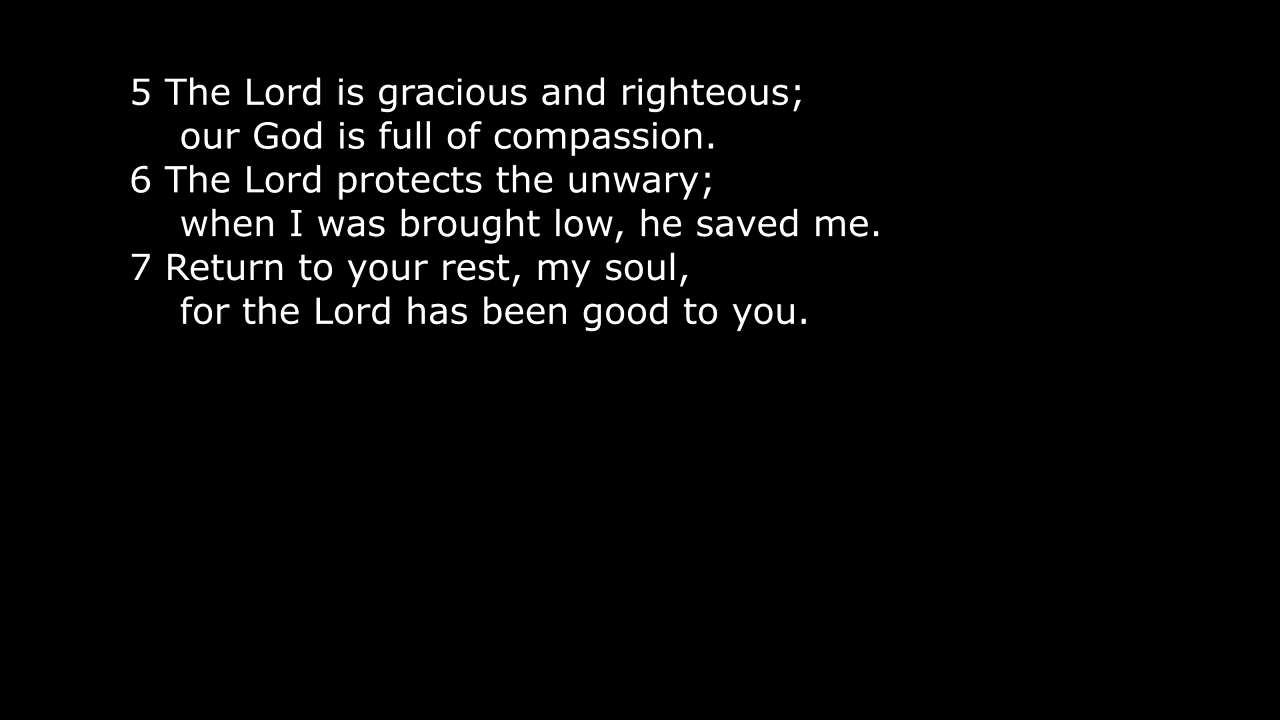 5 The Lord is gracious and righteous;
our God is full of compassion.
6 The Lord protects the unwary;
when I was brought low, he saved me.
7 Return to your rest, my soul,
for the Lord has been good to you.